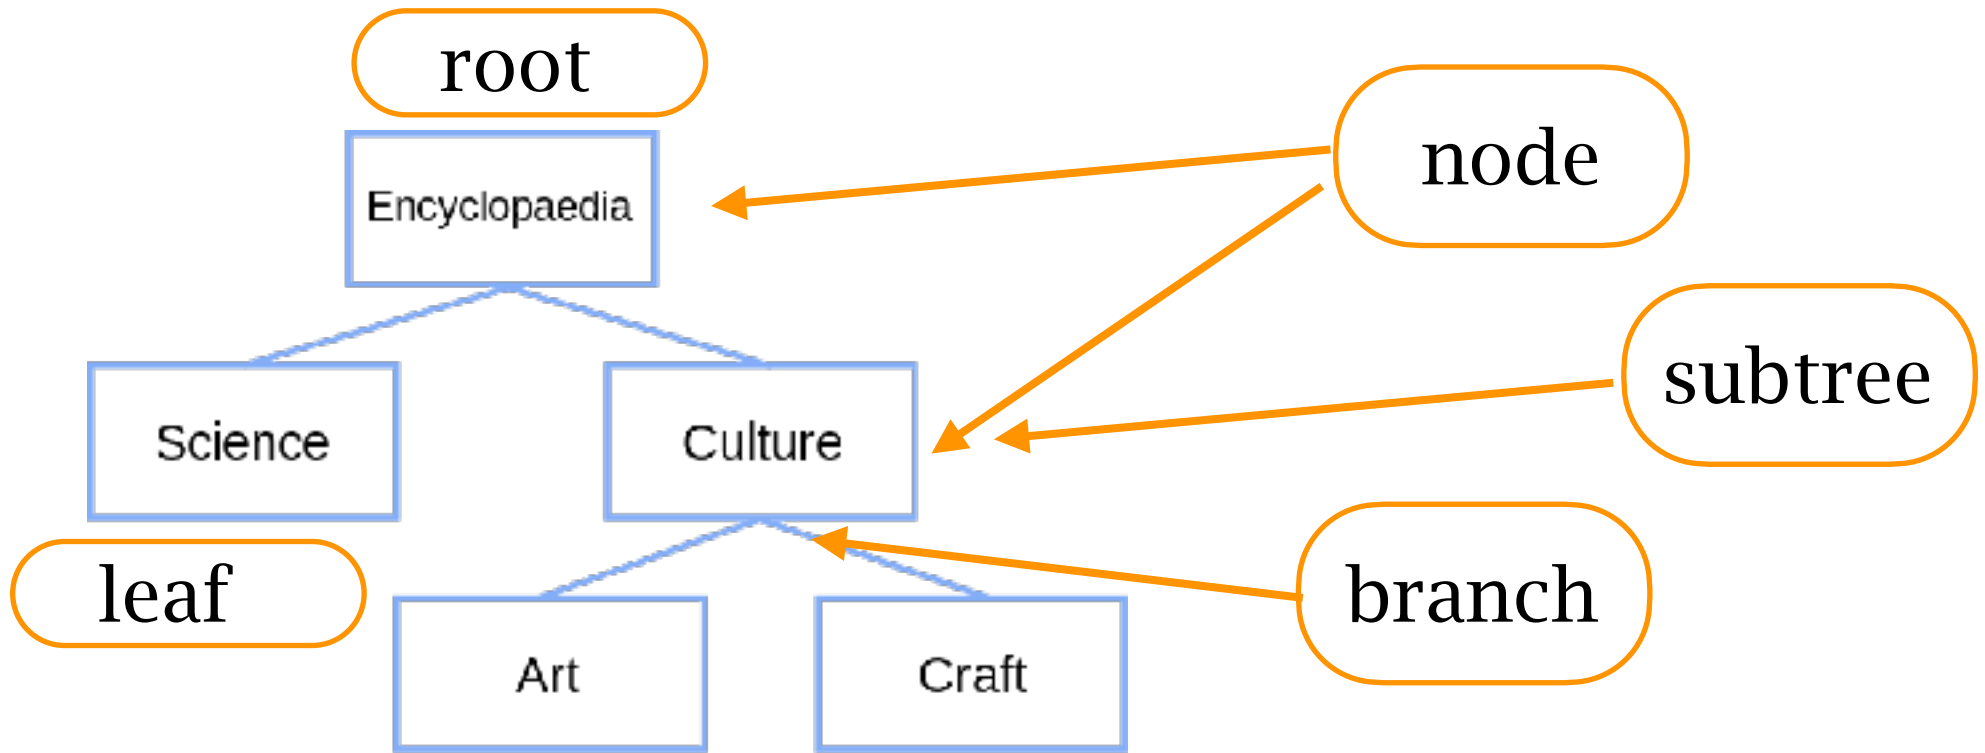 root
node
Encyclopaedia
subtree
Science
Culture
leaf
branch
Art
Craft